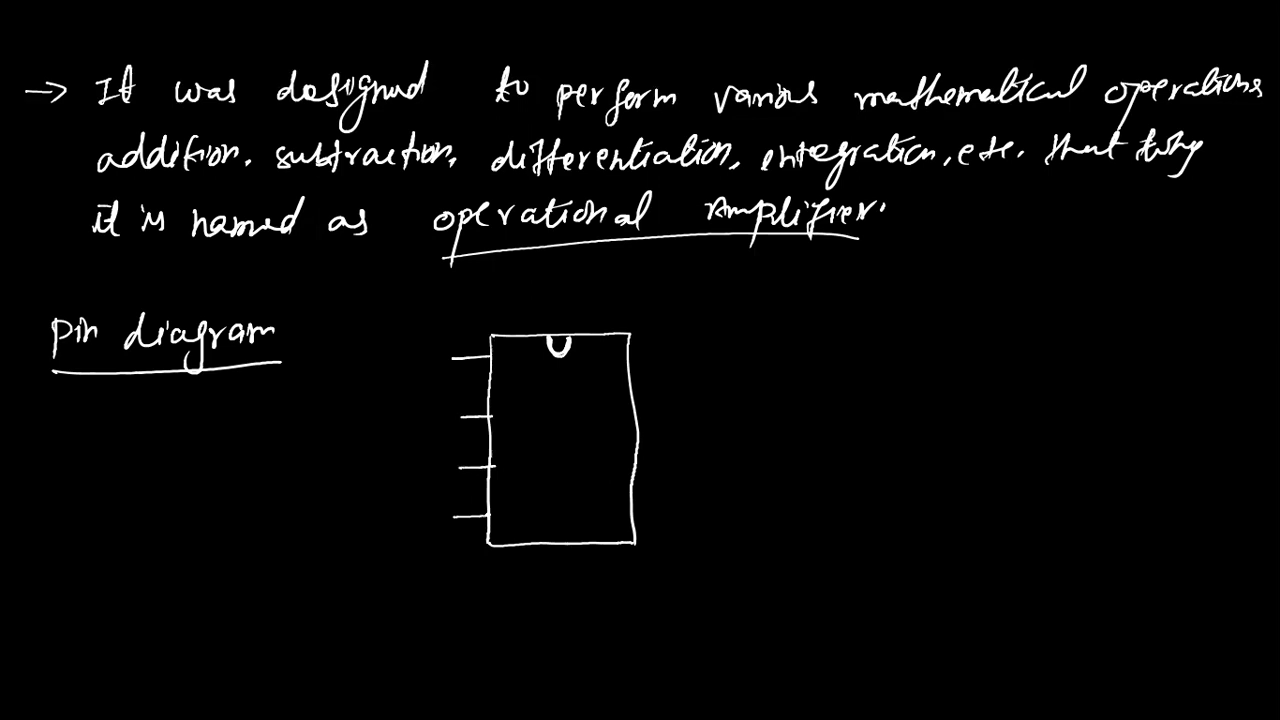 → It was designed to perform various mathematical operations
addition, subtraction, differentiation, integration, etc. that why
it is named as operational Amplifier.
Pin diagram